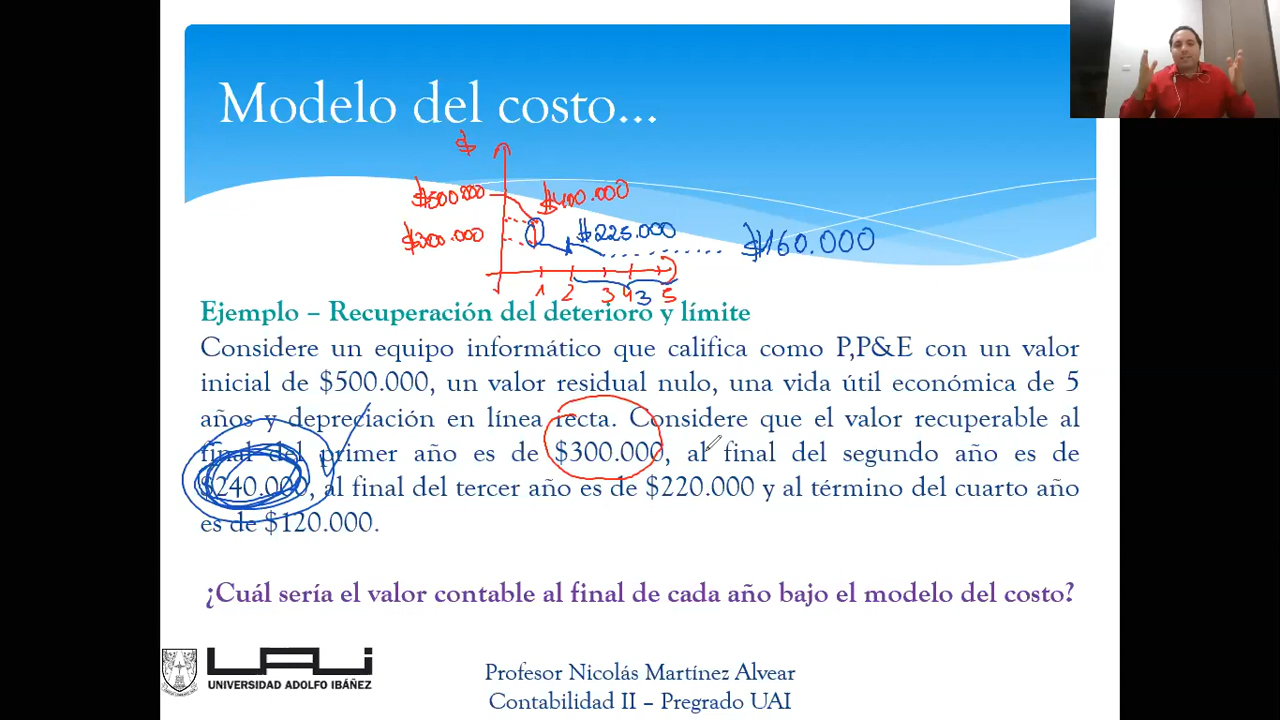 Modelo del costo...
$
$500.000
$400.000
$300.000
$225.000
$160.000
1 2 3 4 3 5
Ejemplo – Recuperación del deterioro y límite
Considere un equipo informático que califica como P,P&E con un valor
inicial de $500.000, un valor residual nulo, una vida útil económica de 5
años y depreciación en línea recta. Considere que el valor recuperable al
final del primer año es de $300.000, al final del segundo año es de
$240.000, al final del tercer año es de $220.000 y al término del cuarto año
es de $120.000.
¿Cuál sería el valor contable al final de cada año bajo el modelo del costo?
UAI
UNIVERSIDAD ADOLFO IBÁÑEZ
Profesor Nicolás Martínez Alvear
Contabilidad II – Pregrado UAI